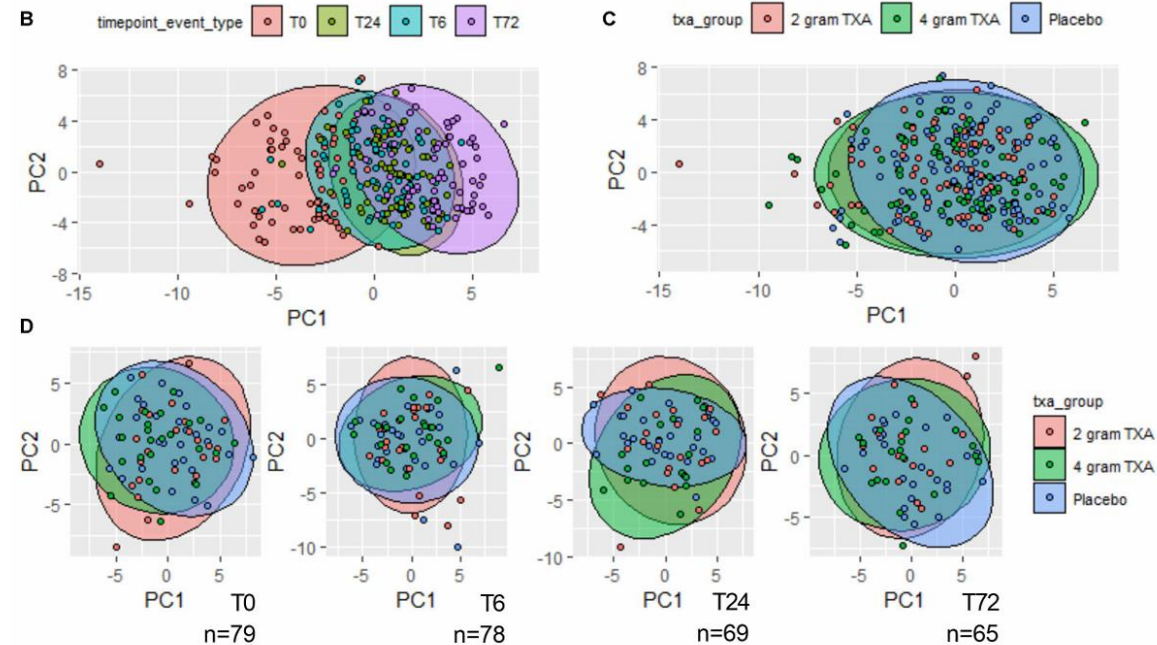 B timepoint_event_type T0 T24 T6 T72
8
4
0
-4
-8
PC2
-15 -10 -5 0 5
PC1
C txa_group 2 gram TXA 4 gram TXA Placebo
8
4
0
-4
PC2
-15 -10 -5 0 5
PC1
D
5
0
-5
PC2
-5 0 5
PC1 T0
n=79
5
0
-5
-10
PC2
-5 0 5
PC1 T6
n=78
5
0
-5
-10
PC2
-5 0 5
PC1 T24
n=69
5
0
-5
PC2
-5 0 5
PC1 T72
n=65
txa_group
2 gram TXA
4 gram TXA
Placebo